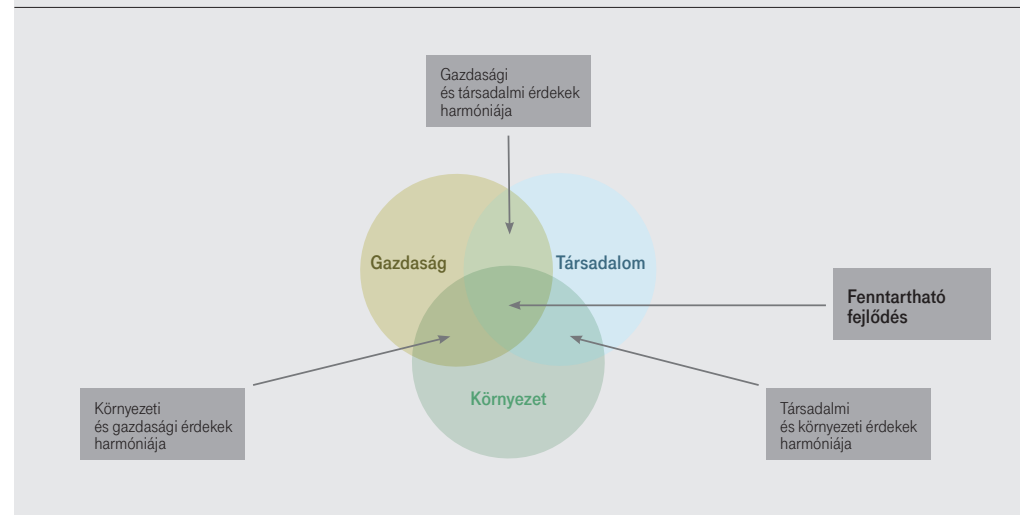 Gazdasági
és társadalmi érdekek
harmóniája
Gazdaság
Társadalom
Fenntartható
fejlődés
Környezet
Környezeti
és gazdasági érdekek
harmóniája
Társadalmi
és környezeti érdekek
harmóniája